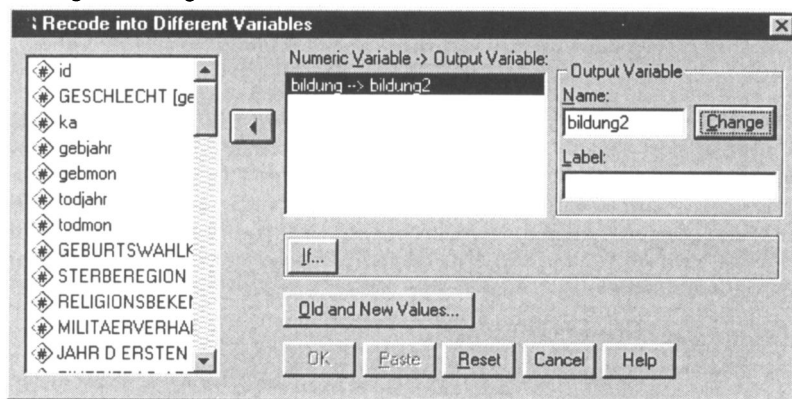 Recode into Different Variables
id
GESCHLECHT [ge
ka
gebjahr
gebmon
todjahr
todmon
GEBURTSWAHLK
STERBEREGION
RELIGIONSBEKEN
MILITAERVERHAL
JAHR D ERSTEN
Numeric Variable -> Output Variable:
bildung --> bildung2
Output Variable
Name:
bildung2
Change
Label:
If...
Old and New Values...
OK
Paste
Reset
Cancel
Help